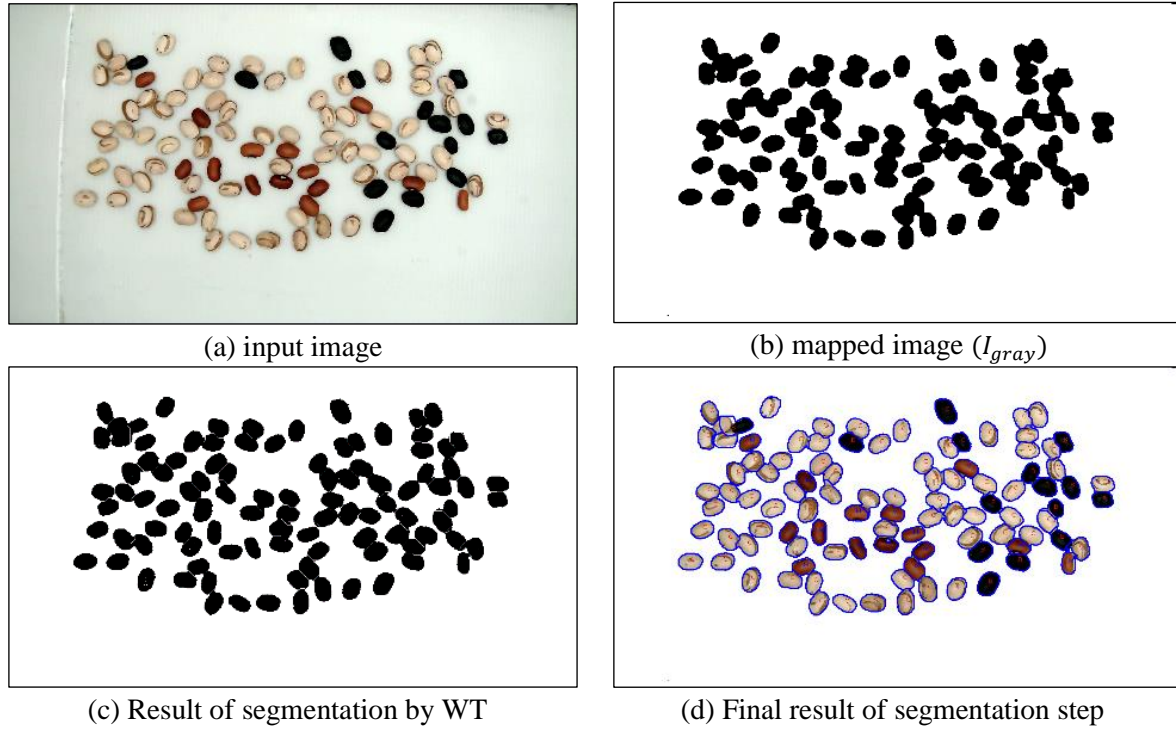 (a) input image
(b) mapped image (I_gray)
(c) Result of segmentation by WT
(d) Final result of segmentation step